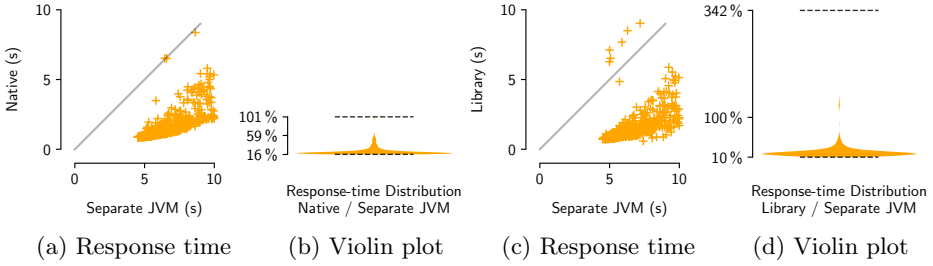 10
5
0
Native (s)
0
5
10
Separate JVM (s)
(a) Response time
101 %
59 %
16 %
Response-time Distribution
Native / Separate JVM
(b) Violin plot
10
5
0
Library (s)
0
5
10
Separate JVM (s)
(c) Response time
342 %
100 %
10 %
Response-time Distribution
Library / Separate JVM
(d) Violin plot